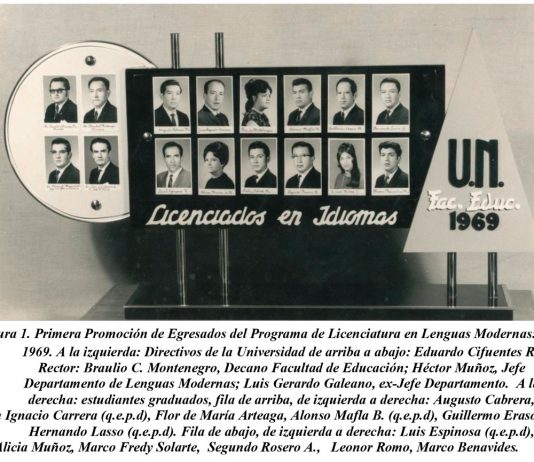 Licenciados en Idiomas
U.N.
Fac. Educ.
1969
ura 1. Primera Promoción de Egresados del Programa de Licenciatura en Lenguas Modernas.
1969. A la izquierda: Directivos de la Universidad de arriba a abajo: Eduardo Cifuentes R
Rector: Braulio C. Montenegro, Decano Facultad de Educación; Héctor Muñoz, Jefe
Departamento de Lenguas Modernas; Luis Gerardo Galeano, ex-Jefe Departamento. A l
derecha: estudiantes graduados, fila de arriba, de izquierda a derecha: Augusto Cabrera,
n Ignacio Carrera (q.e.p.d), Flor de María Arteaga, Alonso Mafla B. (q.e.p.d), Guillermo Eraso
Hernando Lasso (q.e.p.d). Fila de abajo, de izquierda a derecha: Luis Espinosa (q.e.p.d),
Alicia Muñoz, Marco Fredy Solarte, Segundo Rosero A., Leonor Romo, Marco Benavides.